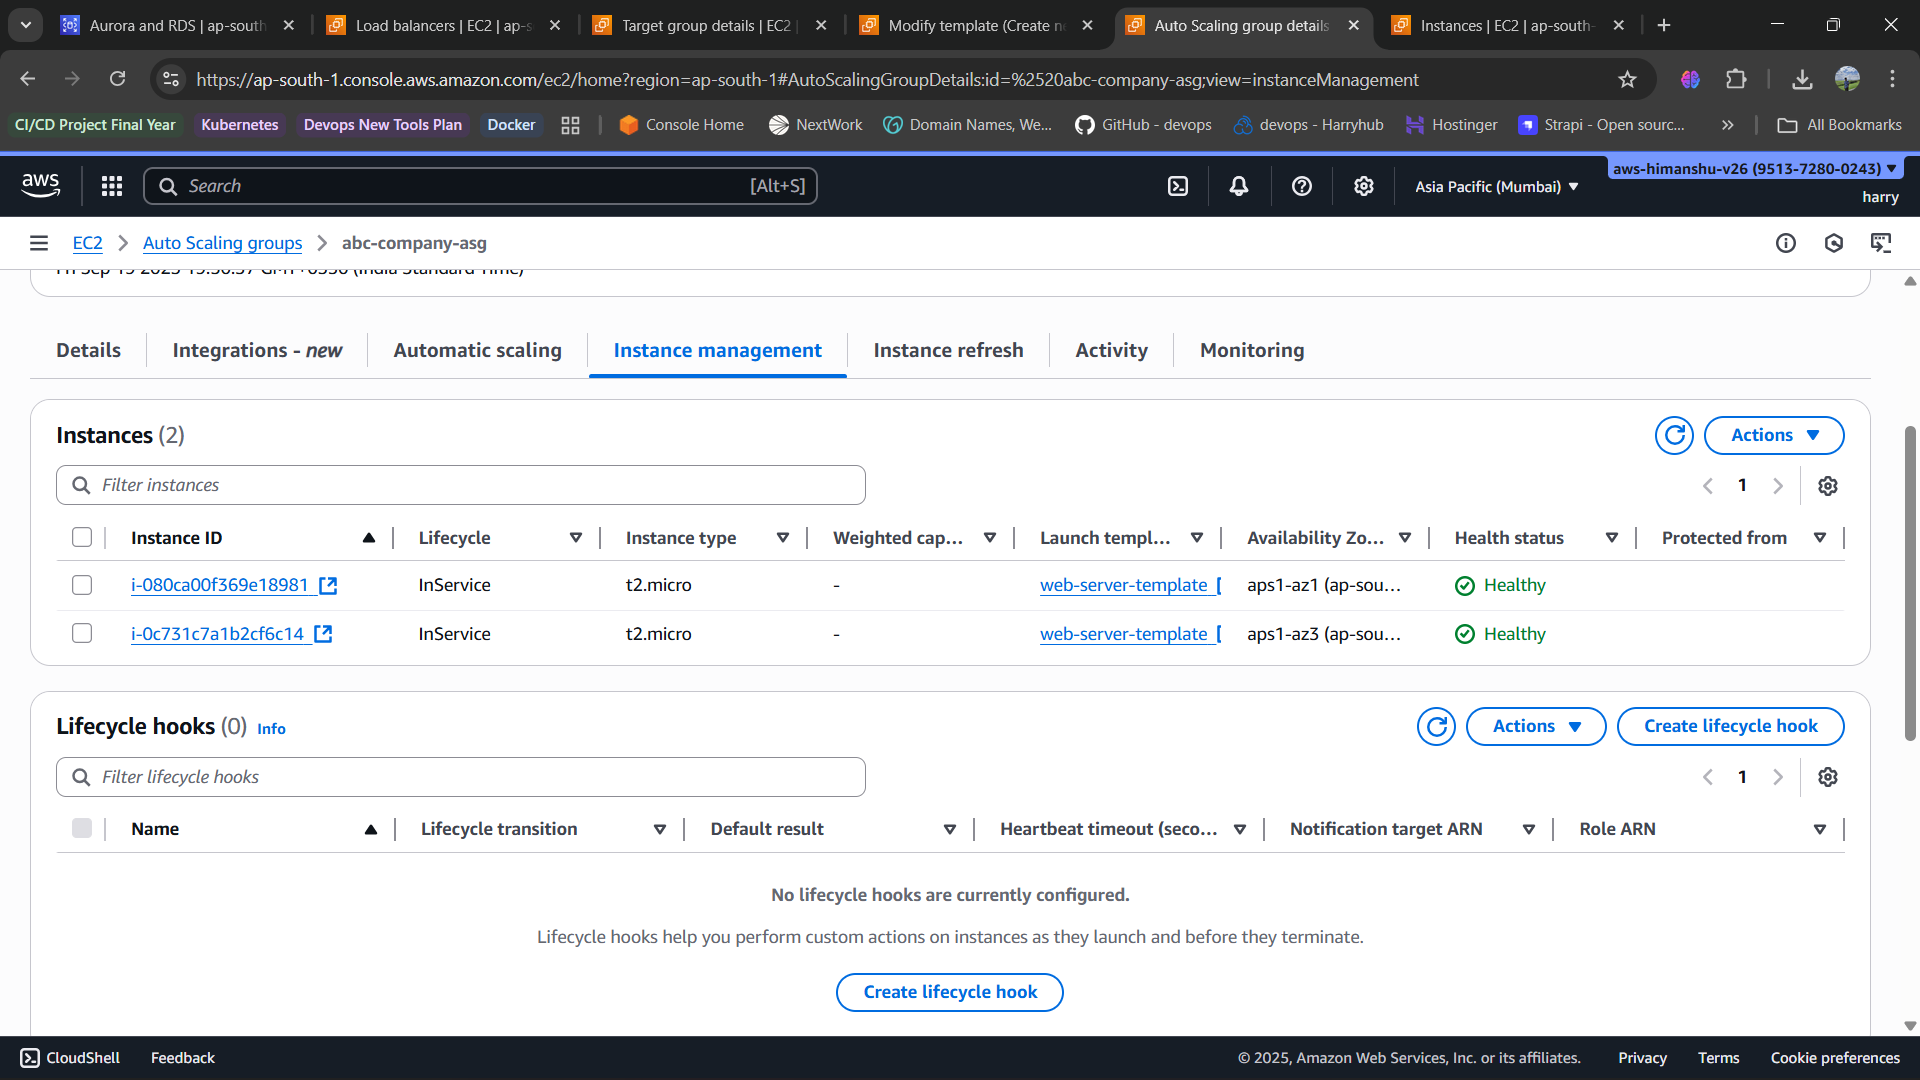 Aurora and RDS | ap-south
Load balancers | EC2 | ap-s
Target group details | EC2 |
Modify template (Create ne
Auto Scaling group details
Instances | EC2 | ap-south-
https://ap-south-1.console.aws.amazon.com/ec2/home?region=ap-south-1#AutoScalingGroupDetails:id=%2520abc-company-asg;view=instanceManagement
CI/CD Project Final Year
Kubernetes
Devops New Tools Plan
Docker
Console Home
NextWork
Domain Names, We...
GitHub - devops
devops - Harryhub
Hostinger
Strapi - Open sourc...
All Bookmarks
aws
Search
[Alt+S]
Asia Pacific (Mumbai)
aws-himanshu-v26 (9513-7280-0243)
harry
EC2
Auto Scaling groups
abc-company-asg
Details
Integrations - new
Automatic scaling
Instance management
Instance refresh
Activity
Monitoring
Instances (2)
Actions
Filter instances
1
Instance ID
Lifecycle
Instance type
Weighted cap...
Launch templ...
Availability Zo...
Health status
Protected from
i-080ca00f369e18981
InService
t2.micro
-
web-server-template
aps1-az1 (ap-sou...
Healthy
i-0c731c7a1b2cf6c14
InService
t2.micro
-
web-server-template
aps1-az3 (ap-sou...
Healthy
Lifecycle hooks (0) Info
Actions
Create lifecycle hook
Filter lifecycle hooks
1
Name
Lifecycle transition
Default result
Heartbeat timeout (seco...
Notification target ARN
Role ARN
No lifecycle hooks are currently configured.
Lifecycle hooks help you perform custom actions on instances as they launch and before they terminate.
Create lifecycle hook
CloudShell
Feedback
© 2025, Amazon Web Services, Inc. or its affiliates.
Privacy
Terms
Cookie preferences